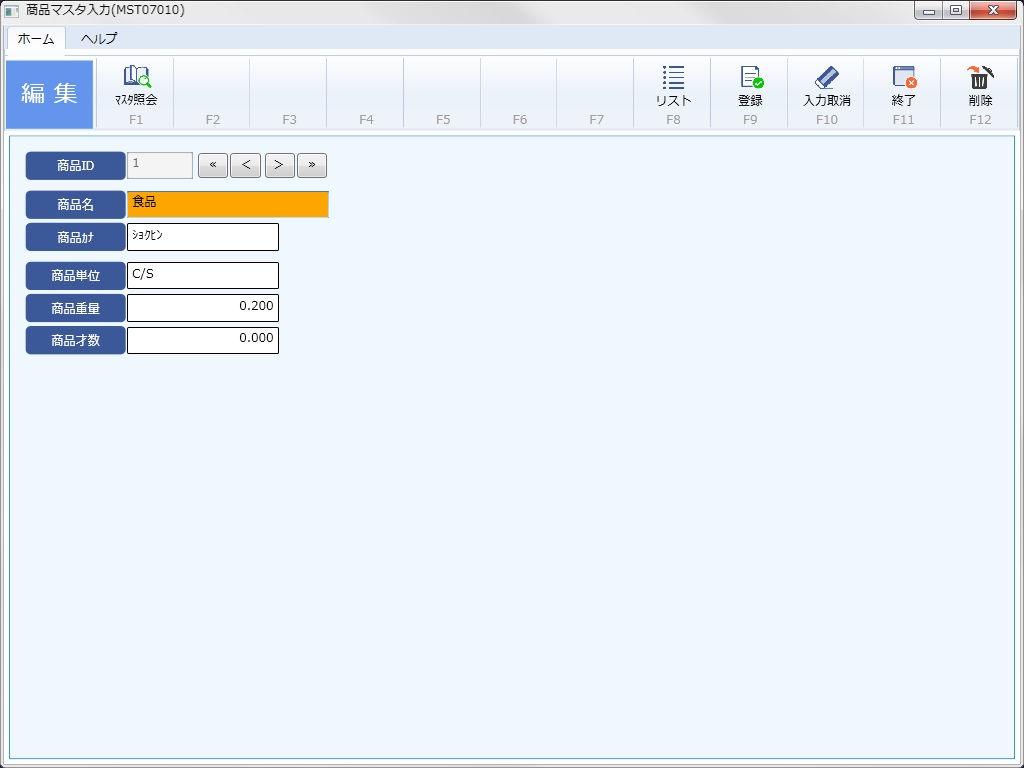 商品マスタ入力(MST07010)
ホーム ヘルプ
編 集
ﾏｽﾀ照会 リスト 登録 入力取消 終了 削除
F1 F2 F3 F4 F5 F6 F7 F8 F9 F10 F11 F12
商品ID 1 « < > »
商品名 食品
商品ｶﾅ ｼｮｸﾋﾝ
商品単位 C/S
商品重量 0.200
商品才数 0.000